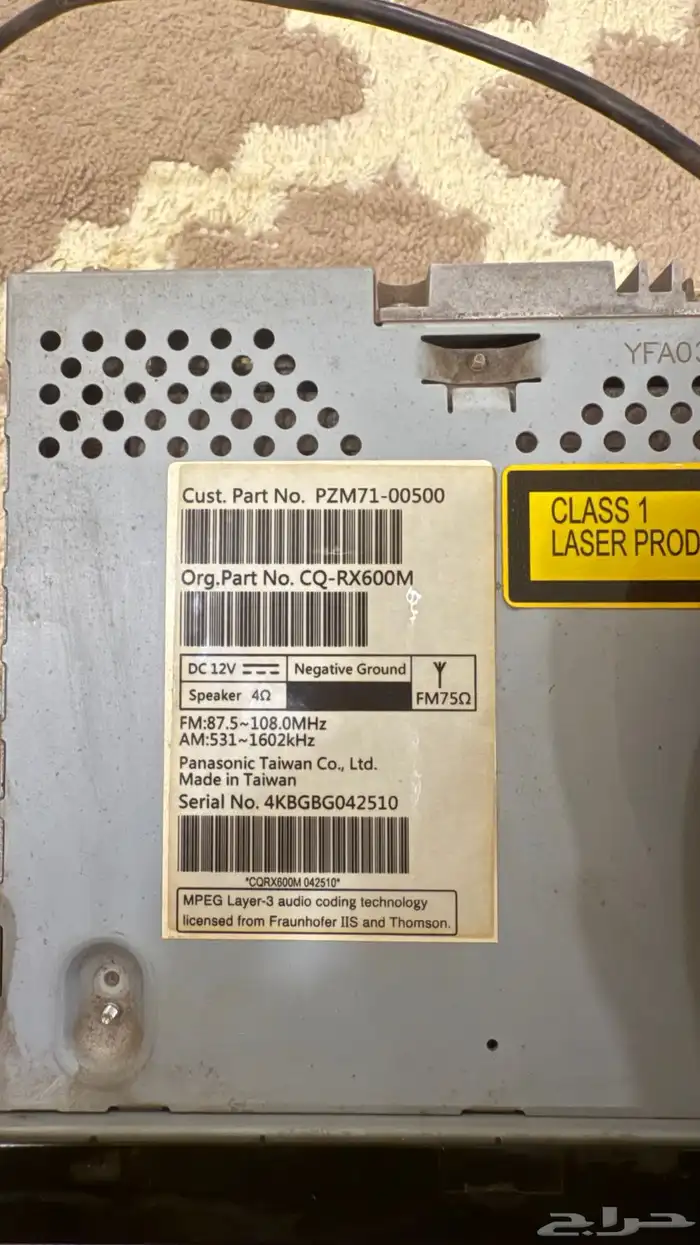 YFA03
Cust. Part No. PZM71-00500
Org.Part No. CQ-RX600M
DC 12V
Negative Ground
Speaker 4Ω
FM75Ω
FM:87.5~108.0MHz
AM:531~1602kHz
Panasonic Taiwan Co., Ltd.
Made in Taiwan
Serial No. 4KBGBG042510
*CQRX600M 042510*
MPEG Layer-3 audio coding technology
licensed from Fraunhofer IIS and Thomson.
CLASS 1
LASER PROD
حراج